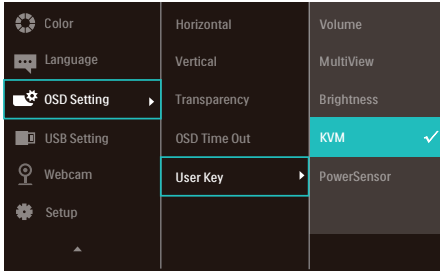 Color
Language
OSD Setting
USB Setting
Webcam
Setup
Horizontal
Vertical
Transparency
OSD Time Out
User Key
Volume
MultiView
Brightness
KVM
PowerSensor